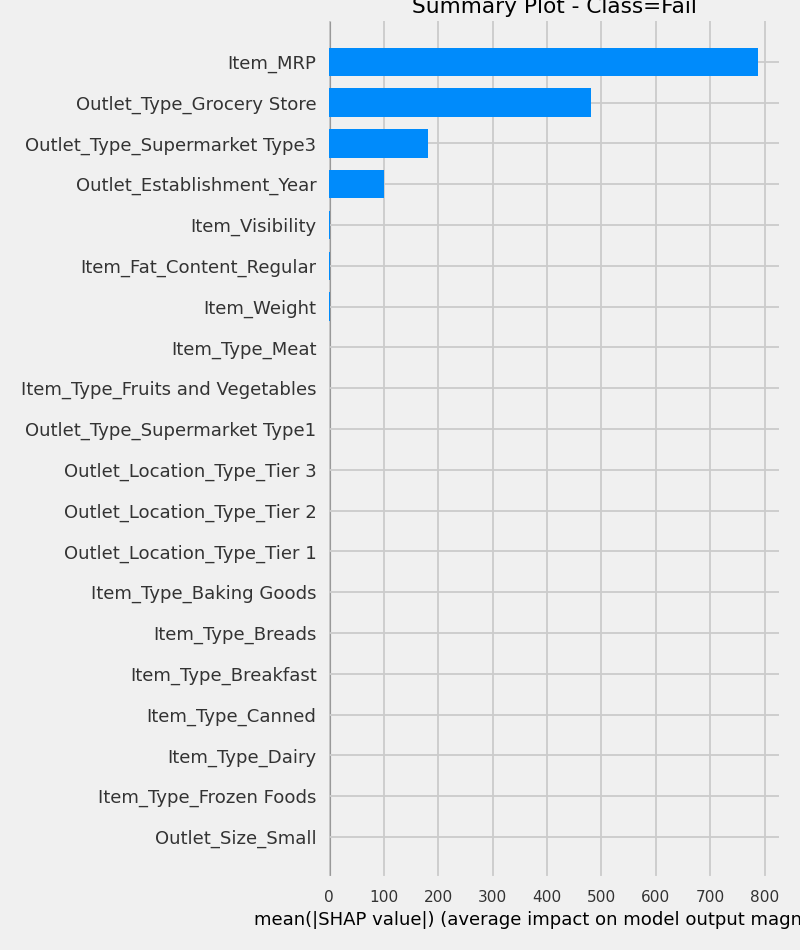 Summary Plot - Class=Fail
Item_MRP
Outlet_Type_Grocery Store
Outlet_Type_Supermarket Type3
Outlet_Establishment_Year
Item_Visibility
Item_Fat_Content_Regular
Item_Weight
Item_Type_Meat
Item_Type_Fruits and Vegetables
Outlet_Type_Supermarket Type1
Outlet_Location_Type_Tier 3
Outlet_Location_Type_Tier 2
Outlet_Location_Type_Tier 1
Item_Type_Baking Goods
Item_Type_Breads
Item_Type_Breakfast
Item_Type_Canned
Item_Type_Dairy
Item_Type_Frozen Foods
Outlet_Size_Small
0 100 200 300 400 500 600 700 800
mean(|SHAP value|) (average impact on model output magn